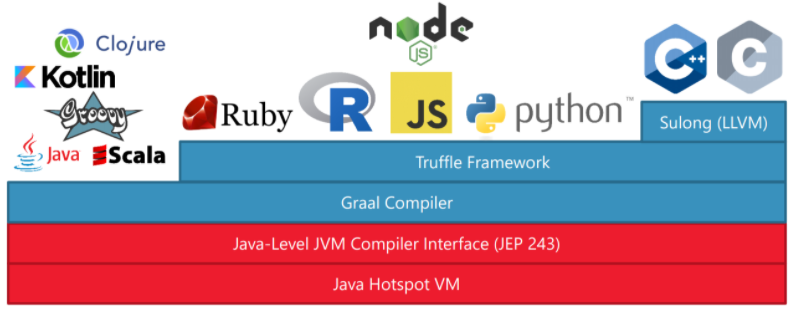 node
JS
Clojure
C++
C
Kotlin
Groovy
Ruby
R
JS
python™
Sulong (LLVM)
Java
Scala
Truffle Framework
Graal Compiler
Java-Level JVM Compiler Interface (JEP 243)
Java Hotspot VM